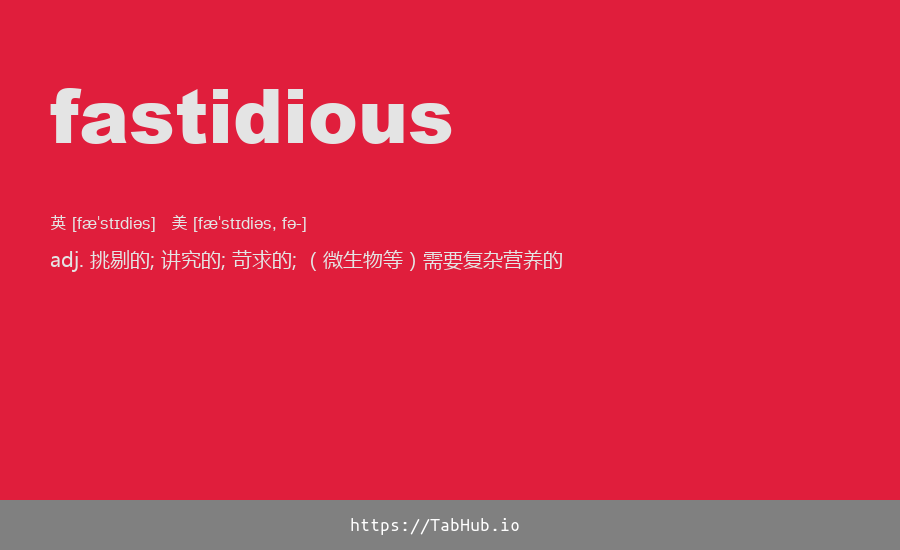 fastidious
英 [fæˈstɪdiəs] 美 [fæˈstɪdiəs, fə-]
adj. 挑剔的; 讲究的; 苛求的; （微生物等）需要复杂营养的
https://TabHub.io